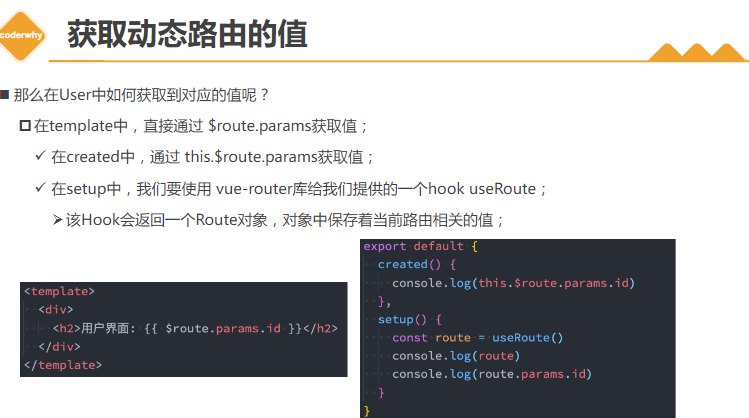 coderwhy
获取动态路由的值
■ 那么在User中如何获取到对应的值呢？
在template中，直接通过 $route.params获取值；
✓ 在created中，通过 this.$route.params获取值；
✓ 在setup中，我们要使用 vue-router库给我们提供的一个hook useRoute；
➢该Hook会返回一个Route对象，对象中保存着当前路由相关的值；
<template>
  <div>
    <h2>用户界面: {{ $route.params.id }}</h2>
  </div>
</template>
export default {
  created() {
    console.log(this.$route.params.id)
  },
  setup() {
    const route = useRoute()
    console.log(route)
    console.log(route.params.id)
  }
}